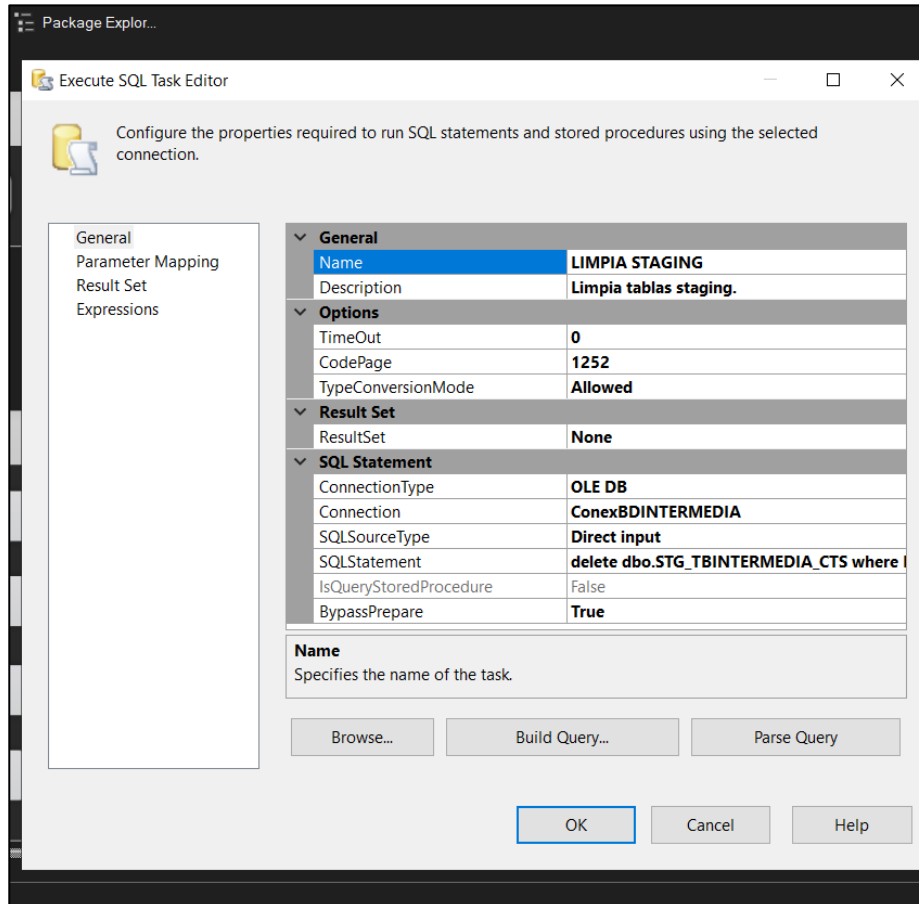 Package Explor...
Execute SQL Task Editor
Configure the properties required to run SQL statements and stored procedures using the selected
connection.
General
Parameter Mapping
Result Set
Expressions
General
Name LIMPIA STAGING
Description Limpia tablas staging.
Options
TimeOut 0
CodePage 1252
TypeConversionMode Allowed
Result Set
ResultSet None
SQL Statement
ConnectionType OLE DB
Connection ConexBDINTERMEDIA
SQLSourceType Direct input
SQLStatement delete dbo.STG_TBINTERMEDIA_CTS where
IsQueryStoredProcedure False
BypassPrepare True
Name
Specifies the name of the task.
Browse... Build Query... Parse Query
OK Cancel Help